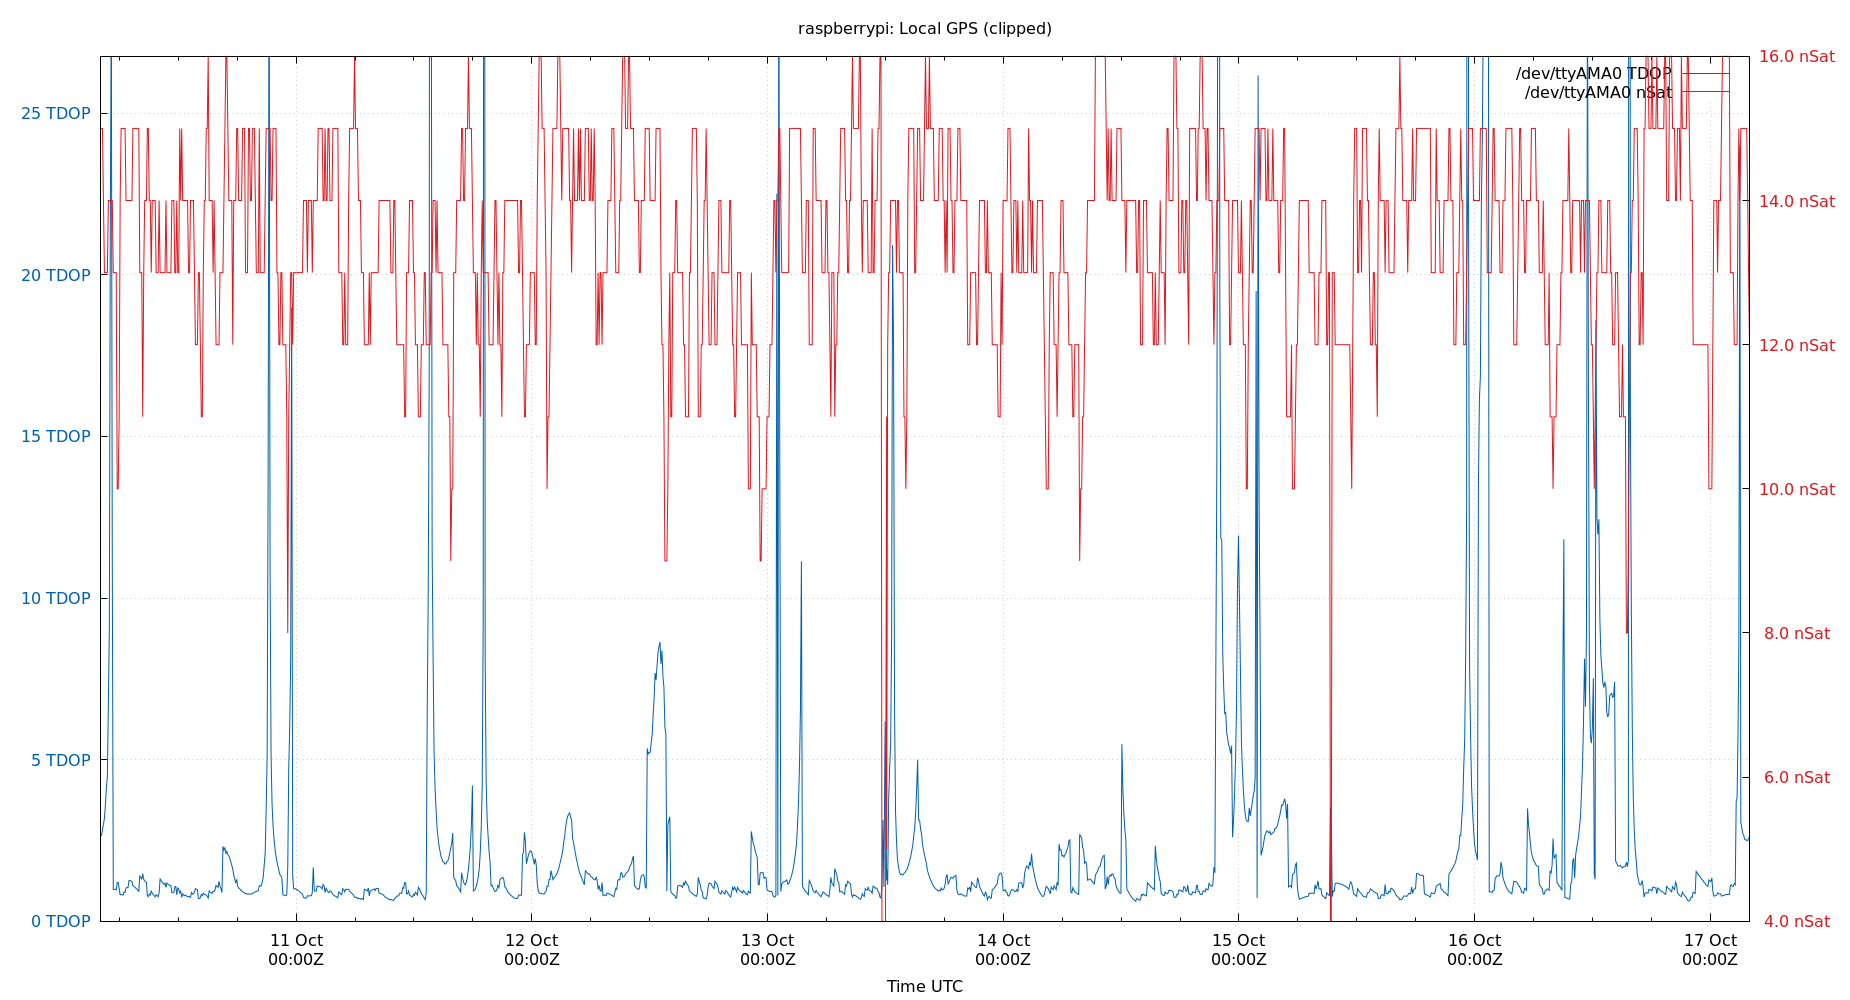 raspberrypi: Local GPS (clipped)
/dev/ttyAMA0 TDOP
/dev/ttyAMA0 nSat
25 TDOP
20 TDOP
15 TDOP
10 TDOP
5 TDOP
0 TDOP
16.0 nSat
14.0 nSat
12.0 nSat
10.0 nSat
8.0 nSat
6.0 nSat
4.0 nSat
11 Oct
00:00Z
12 Oct
00:00Z
13 Oct
00:00Z
14 Oct
00:00Z
15 Oct
00:00Z
16 Oct
00:00Z
17 Oct
00:00Z
Time UTC